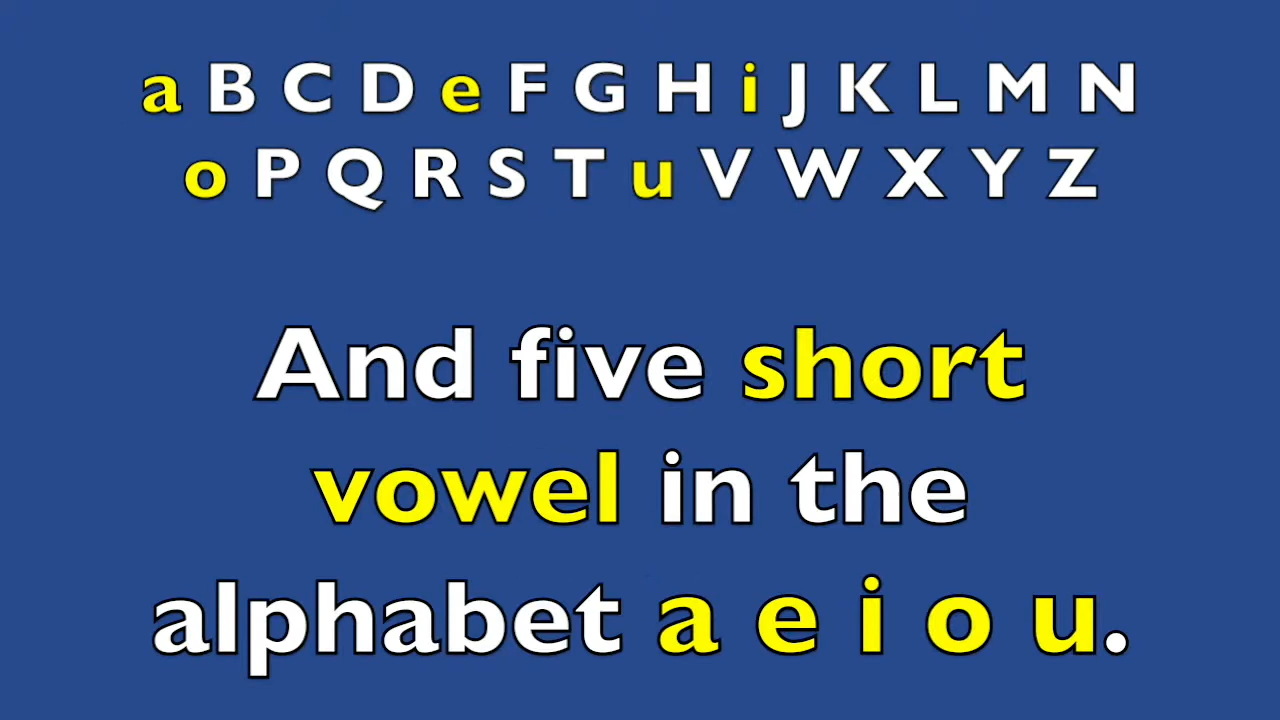 a B C D e F G H i J K L M N
o P Q R S T u V W X Y Z
And five short
vowel in the
alphabet a e i o u.